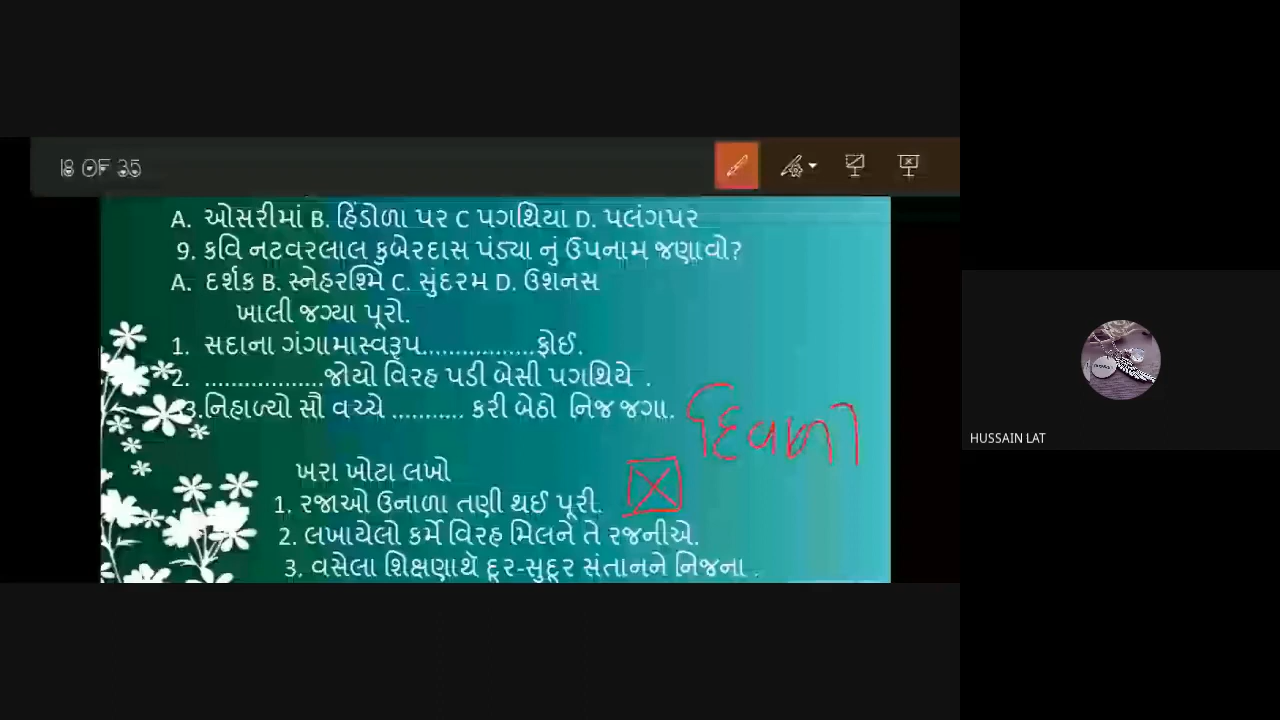 18 OF 35
A. ઓસરીમાં B. હિંડોળા પર C પગથિયા D. પલંગપર
9. કવિ નટવરલાલ કુબેરદાસ પંડ્યા નું ઉપનામ જણાવો?
A. દર્શક B. સ્નેહરશ્મિ C. સુંદરમ D. ઉશનસ
ખાલી જગ્યા પૂરો.
1. સદાના ગંગામાસ્વરૂપ.................ફોઈ.
2. ..................જોયો વિરહ પડી બેસી પગથિયે .
3.નિહાળ્યો સૌ વચ્ચે ........... કરી બેઠો નિજ જગા.
ખરા ખોટા લખો
1. રજાઓ ઉનાળા તણી થઈ પૂરી.
2. લખાયેલો કર્મે વિરહ મિલને તે રજનીએ.
3. વસેલા શિક્ષણાર્થે દૂર-સુદૂર સંતાનને નિજના .
HUSSAIN LAT